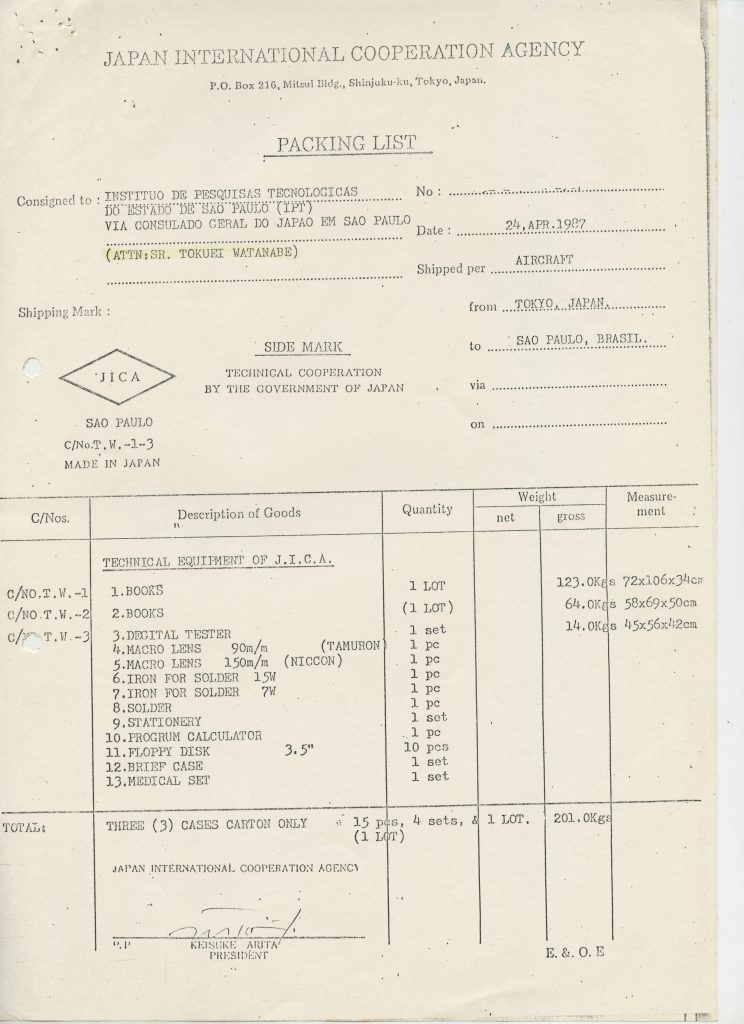 JAPAN INTERNATIONAL COOPERATION AGENCY
P.O. Box 216, Mitsui Bldg., Shinjuku-ku, Tokyo, Japan.
PACKING LIST
Consigned to : INSTITUO DE PESQUISAS TECNOLOGICAS
DO ESTADO DE SAO PAULO (IPT)
VIA CONSULADO GERAL DO JAPAO EM SAO PAULO
(ATTN:SR. TOKUEI WATANABE)
No :
Date : 24,APR.1987
Shipped per AIRCRAFT
from TOKYO, JAPAN.
to SAO PAULO, BRASIL.
via
on
Shipping Mark :
JICA
SAO PAULO
C/No.T.W.-1-3
MADE IN JAPAN
SIDE MARK
TECHNICAL COOPERATION
BY THE GOVERNMENT OF JAPAN
C/Nos. Description of Goods Quantity Weight net gross Measure-ment
TECHNICAL EQUIPMENT OF J.I.C.A.
C/NO.T.W.-1 1.BOOKS 1 LOT 123.0Kgs 72x106x34cm
C/NO.T.W.-2 2.BOOKS (1 LOT) 64.0Kgs 58x69x50cm
C/ T.W.-3 3.DEGITAL TESTER 1 set 14.0Kgs 45x56x42cm
4.MACRO LENS 90m/m (TAMURON) 1 pc
5.MACRO LENS 150m/m (NICCON) 1 pc
6.IRON FOR SOLDER 15W 1 pc
7.IRON FOR SOLDER 7W 1 pc
8.SOLDER 1 pc
9.STATIONERY 1 set
10.PROGRUM CALCULATOR 1 pc
11.FLOPPY DISK 3.5" 10 pcs
12.BRIEF CASE 1 set
13.MEDICAL SET 1 set
TOTAL: THREE (3) CASES CARTON ONLY 15 pcs, 4 sets, & 1 LOT. 201.0Kgs
(1 LOT)
JAPAN INTERNATIONAL COOPERATION AGENCY
P.P KEISUKE ARITA
PRESIDENT
E. &. O. E